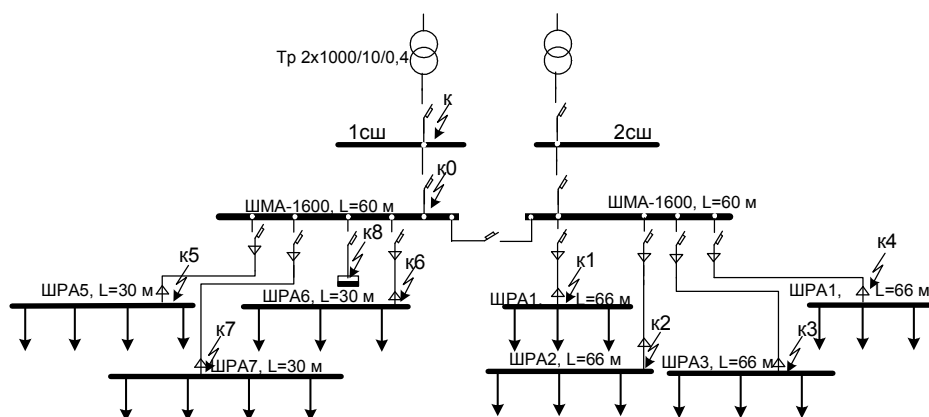 Тр 2х1000/10/0,4
к
1сш
2сш
к0
ШМА-1600, L=60 м
ШМА-1600, L=60 м
к8
к5
к6
к1
к4
ШРА5, L=30 м
ШРА6, L=30 м
ШРА1, L=66 м
ШРА1, L=66 м
к7
к2
к3
ШРА7, L=30 м
ШРА2, L=66 м
ШРА3, L=66 м